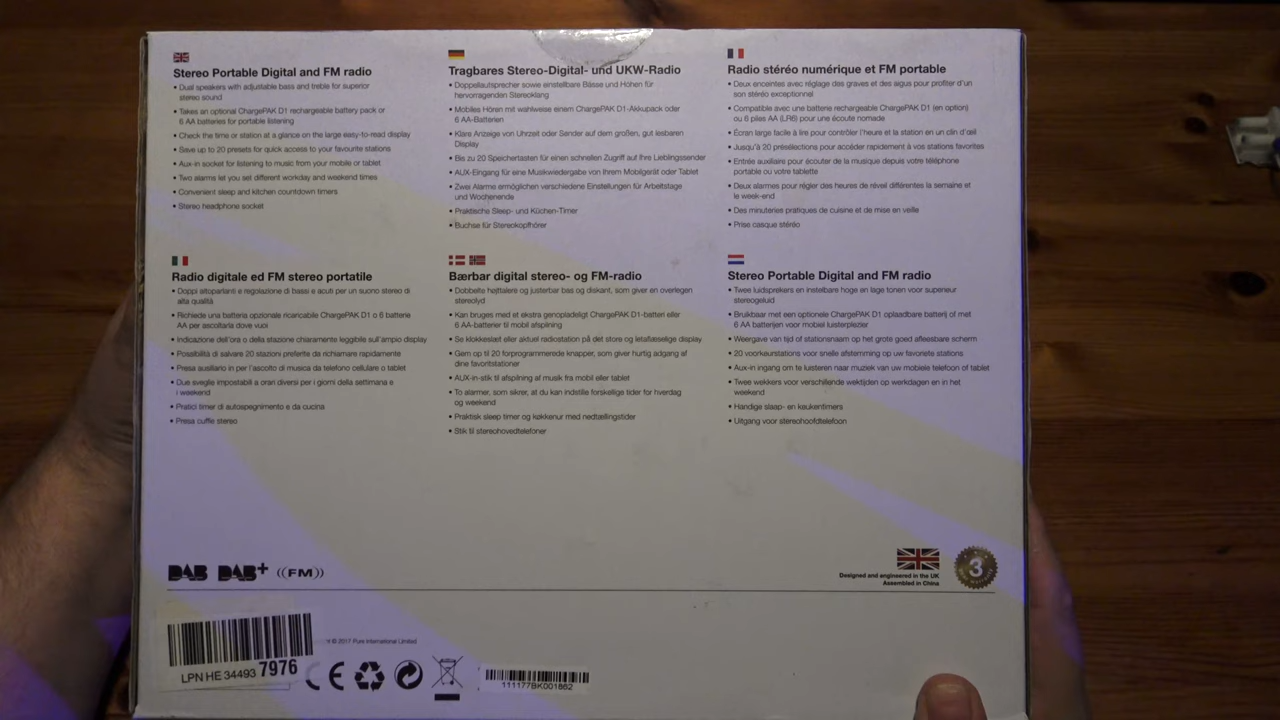 Stereo Portable Digital and FM radio
• Dual speakers with adjustable bass and treble for superior
stereo sound
• Takes an optional ChargePAK D1 rechargeable battery pack or
6 AA batteries for portable listening
• Check the time or station at a glance on the large easy-to-read display
• Save up to 20 presets for quick access to your favourite stations
• Aux-in socket for listening to music from your mobile or tablet
• Two alarms let you set different workday and weekend times
• Convenient sleep and kitchen countdown timers
• Stereo headphone socket
Tragbares Stereo-Digital- und UKW-Radio
• Doppellautsprecher sowie einstellbare Bässe und Höhen für
hervorragenden Stereoklang
• Mobiles Hören mit wahlweise einem ChargePAK D1-Akkupack oder
6 AA-Batterien
• Klare Anzeige von Uhrzeit oder Sender auf dem großen, gut lesbaren
Display
• Bis zu 20 Speichertasten für einen schnellen Zugriff auf Ihre Lieblingssender
• AUX-Eingang für eine Musikwiedergabe von Ihrem Mobilgerät oder Tablet
• Zwei Alarme ermöglichen verschiedene Einstellungen für Arbeitstage
und Wochenende
• Praktische Sleep- und Küchen-Timer
• Buchse für Stereokopfhörer
Radio stéréo numérique et FM portable
• Deux enceintes avec réglage des graves et des aigus pour profiter d'un
son stéréo exceptionnel
• Compatible avec une batterie rechargeable ChargePAK D1 (en option)
ou 6 piles AA (LR6) pour une écoute nomade
• Écran large facile à lire pour contrôler l'heure et la station en un clin d'œil
• Jusqu'à 20 présélections pour accéder rapidement à vos stations favorites
• Entrée auxiliaire pour écouter de la musique depuis votre téléphone
portable ou votre tablette
• Deux alarmes pour régler des heures de réveil différentes la semaine et
le week-end
• Des minuteries pratiques de cuisine et de mise en veille
• Prise casque stéréo
Radio digitale ed FM stereo portatile
• Doppi altoparlanti e regolazione di bassi e acuti per un suono stereo di
alta qualità
• Richiede una batteria opzionale ricaricabile ChargePAK D1 o 6 batterie
AA per ascoltarla dove vuoi
• Indicazione dell'ora o della stazione chiaramente leggibile sull'ampio display
• Possibilità di salvare 20 stazioni preferite da richiamare rapidamente
• Presa ausiliario in per l'ascolto di musica da telefono cellulare o tablet
• Due sveglie impostabili a orari diversi per i giorni della settimana e
i weekend
• Pratici timer di autospegnimento e da cucina
• Presa cuffie stereo
Bærbar digital stereo- og FM-radio
• Dobbelte højttalere og justerbar bas og diskant, som giver en overlegen
stereolyd
• Kan bruges med et ekstra genopladeligt ChargePAK D1-batteri eller
6 AA-batterier til mobil afspilning
• Se klokkeslæt eller aktuel radiostation på det store og letaflæselige display
• Gem op til 20 forprogrammerede knapper, som giver hurtig adgang af
dine favoritstationer
• AUX-in-stik til afspilning af musik fra mobil eller tablet
• To alarmer, som sikrer, at du kan indstille forskellige tider for hverdag
og weekend
• Praktisk sleep timer og køkkenur med nedtællingstider
• Stik til stereohovedtelefoner
Stereo Portable Digital and FM radio
• Twee luidsprekers en instelbare hoge en lage tonen voor superieur
stereogeluid
• Bruikbaar met een optionele ChargePAK D1 oplaadbare batterij of met
6 AA batterijen voor mobiel luisterplezier
• Weergave van tijd of stationsnaam op het grote goed afleesbare scherm
• 20 voorkeurstations voor snelle afstemming op uw favoriete stations
• Aux-in ingang om te luisteren naar muziek van uw mobiele telefoon of tablet
• Twee wekkers voor verschillende wektijden op werkdagen en in het
weekend
• Handige slaap- en keukentimers
• Uitgang voor stereohoofdtelefoon
DAB DAB+ ((FM))
Designed and engineered in the UK
Assembled in China
3
LPN HE 34493 7976
© 2017 Pure International Limited
CE
111177BK001862